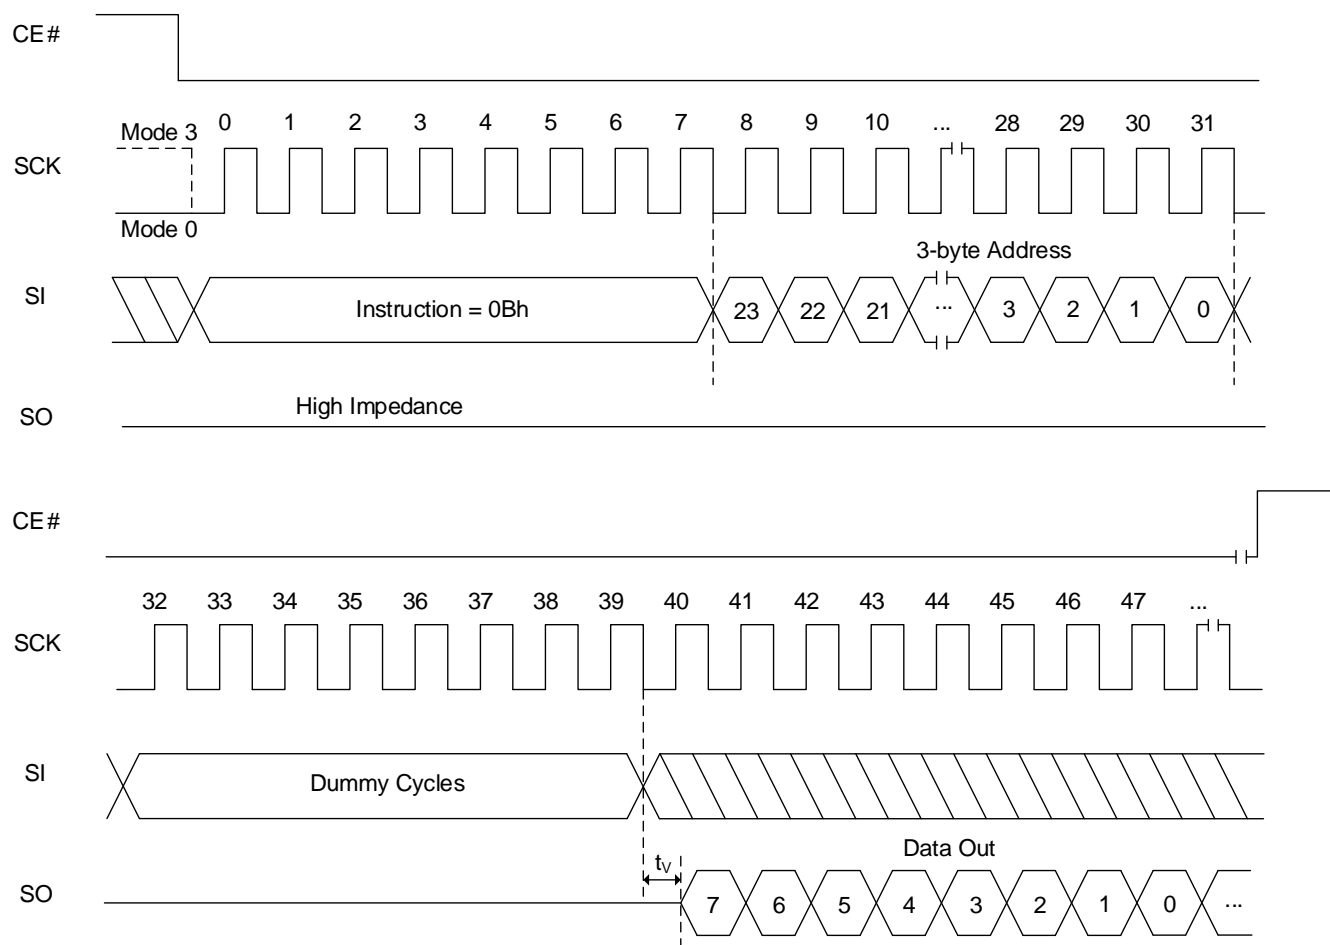 CE#
Mode 3 0 1 2 3 4 5 6 7 8 9 10 ... 28 29 30 31
SCK
Mode 0
3-byte Address
SI Instruction = 0Bh 23 22 21 ... 3 2 1 0
High Impedance
SO
CE#
32 33 34 35 36 37 38 39 40 41 42 43 44 45 46 47 ...
SCK
SI Dummy Cycles
Data Out
tV
SO 7 6 5 4 3 2 1 0 ...